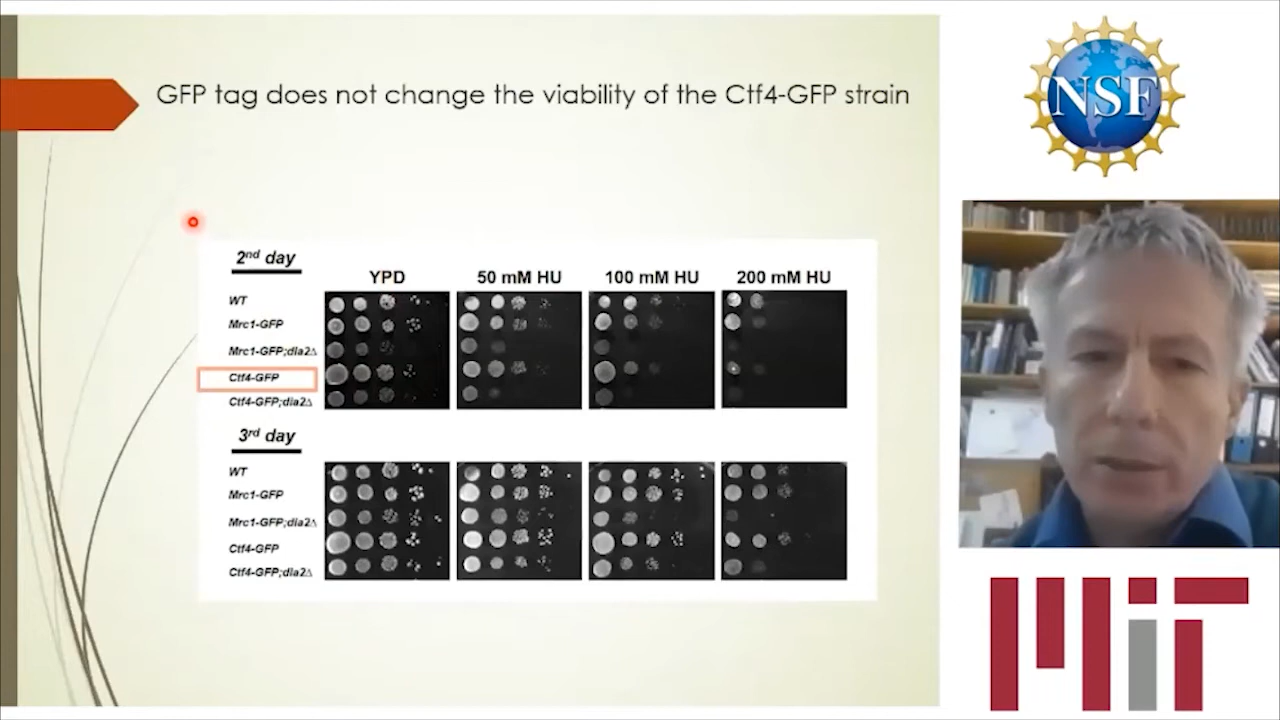 GFP tag does not change the viability of the Ctf4-GFP strain
2nd day
YPD
50 mM HU
100 mM HU
200 mM HU
WT
Mrc1-GFP
Mrc1-GFP;dia2Δ
Ctf4-GFP
Ctf4-GFP;dia2Δ
3rd day
WT
Mrc1-GFP
Mrc1-GFP;dia2Δ
Ctf4-GFP
Ctf4-GFP;dia2Δ
NSF
MIT